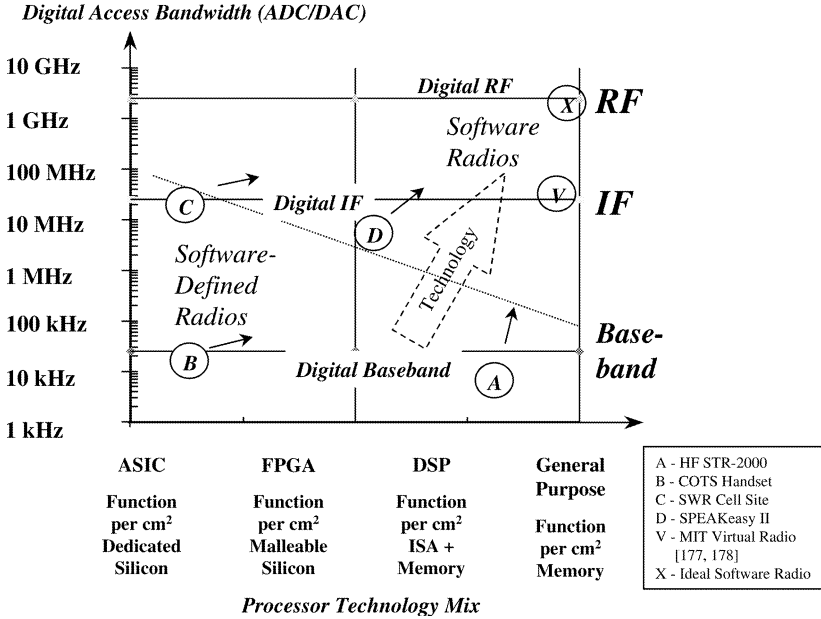 Digital Access Bandwidth (ADC/DAC)
10 GHz
1 GHz
100 MHz
10 MHz
1 MHz
100 kHz
10 kHz
1 kHz
Digital RF
X
RF
Software
Radios
C
Digital IF
V
IF
D
Software-
Defined
Radios
Technology
B
Digital Baseband
A
Base-
band
ASIC
Function
per cm²
Dedicated
Silicon
FPGA
Function
per cm²
Malleable
Silicon
DSP
Function
per cm²
ISA +
Memory
General
Purpose
Function
per cm²
Memory
Processor Technology Mix
A - HF STR-2000
B - COTS Handset
C - SWR Cell Site
D - SPEAKeasy II
V - MIT Virtual Radio
[177, 178]
X - Ideal Software Radio